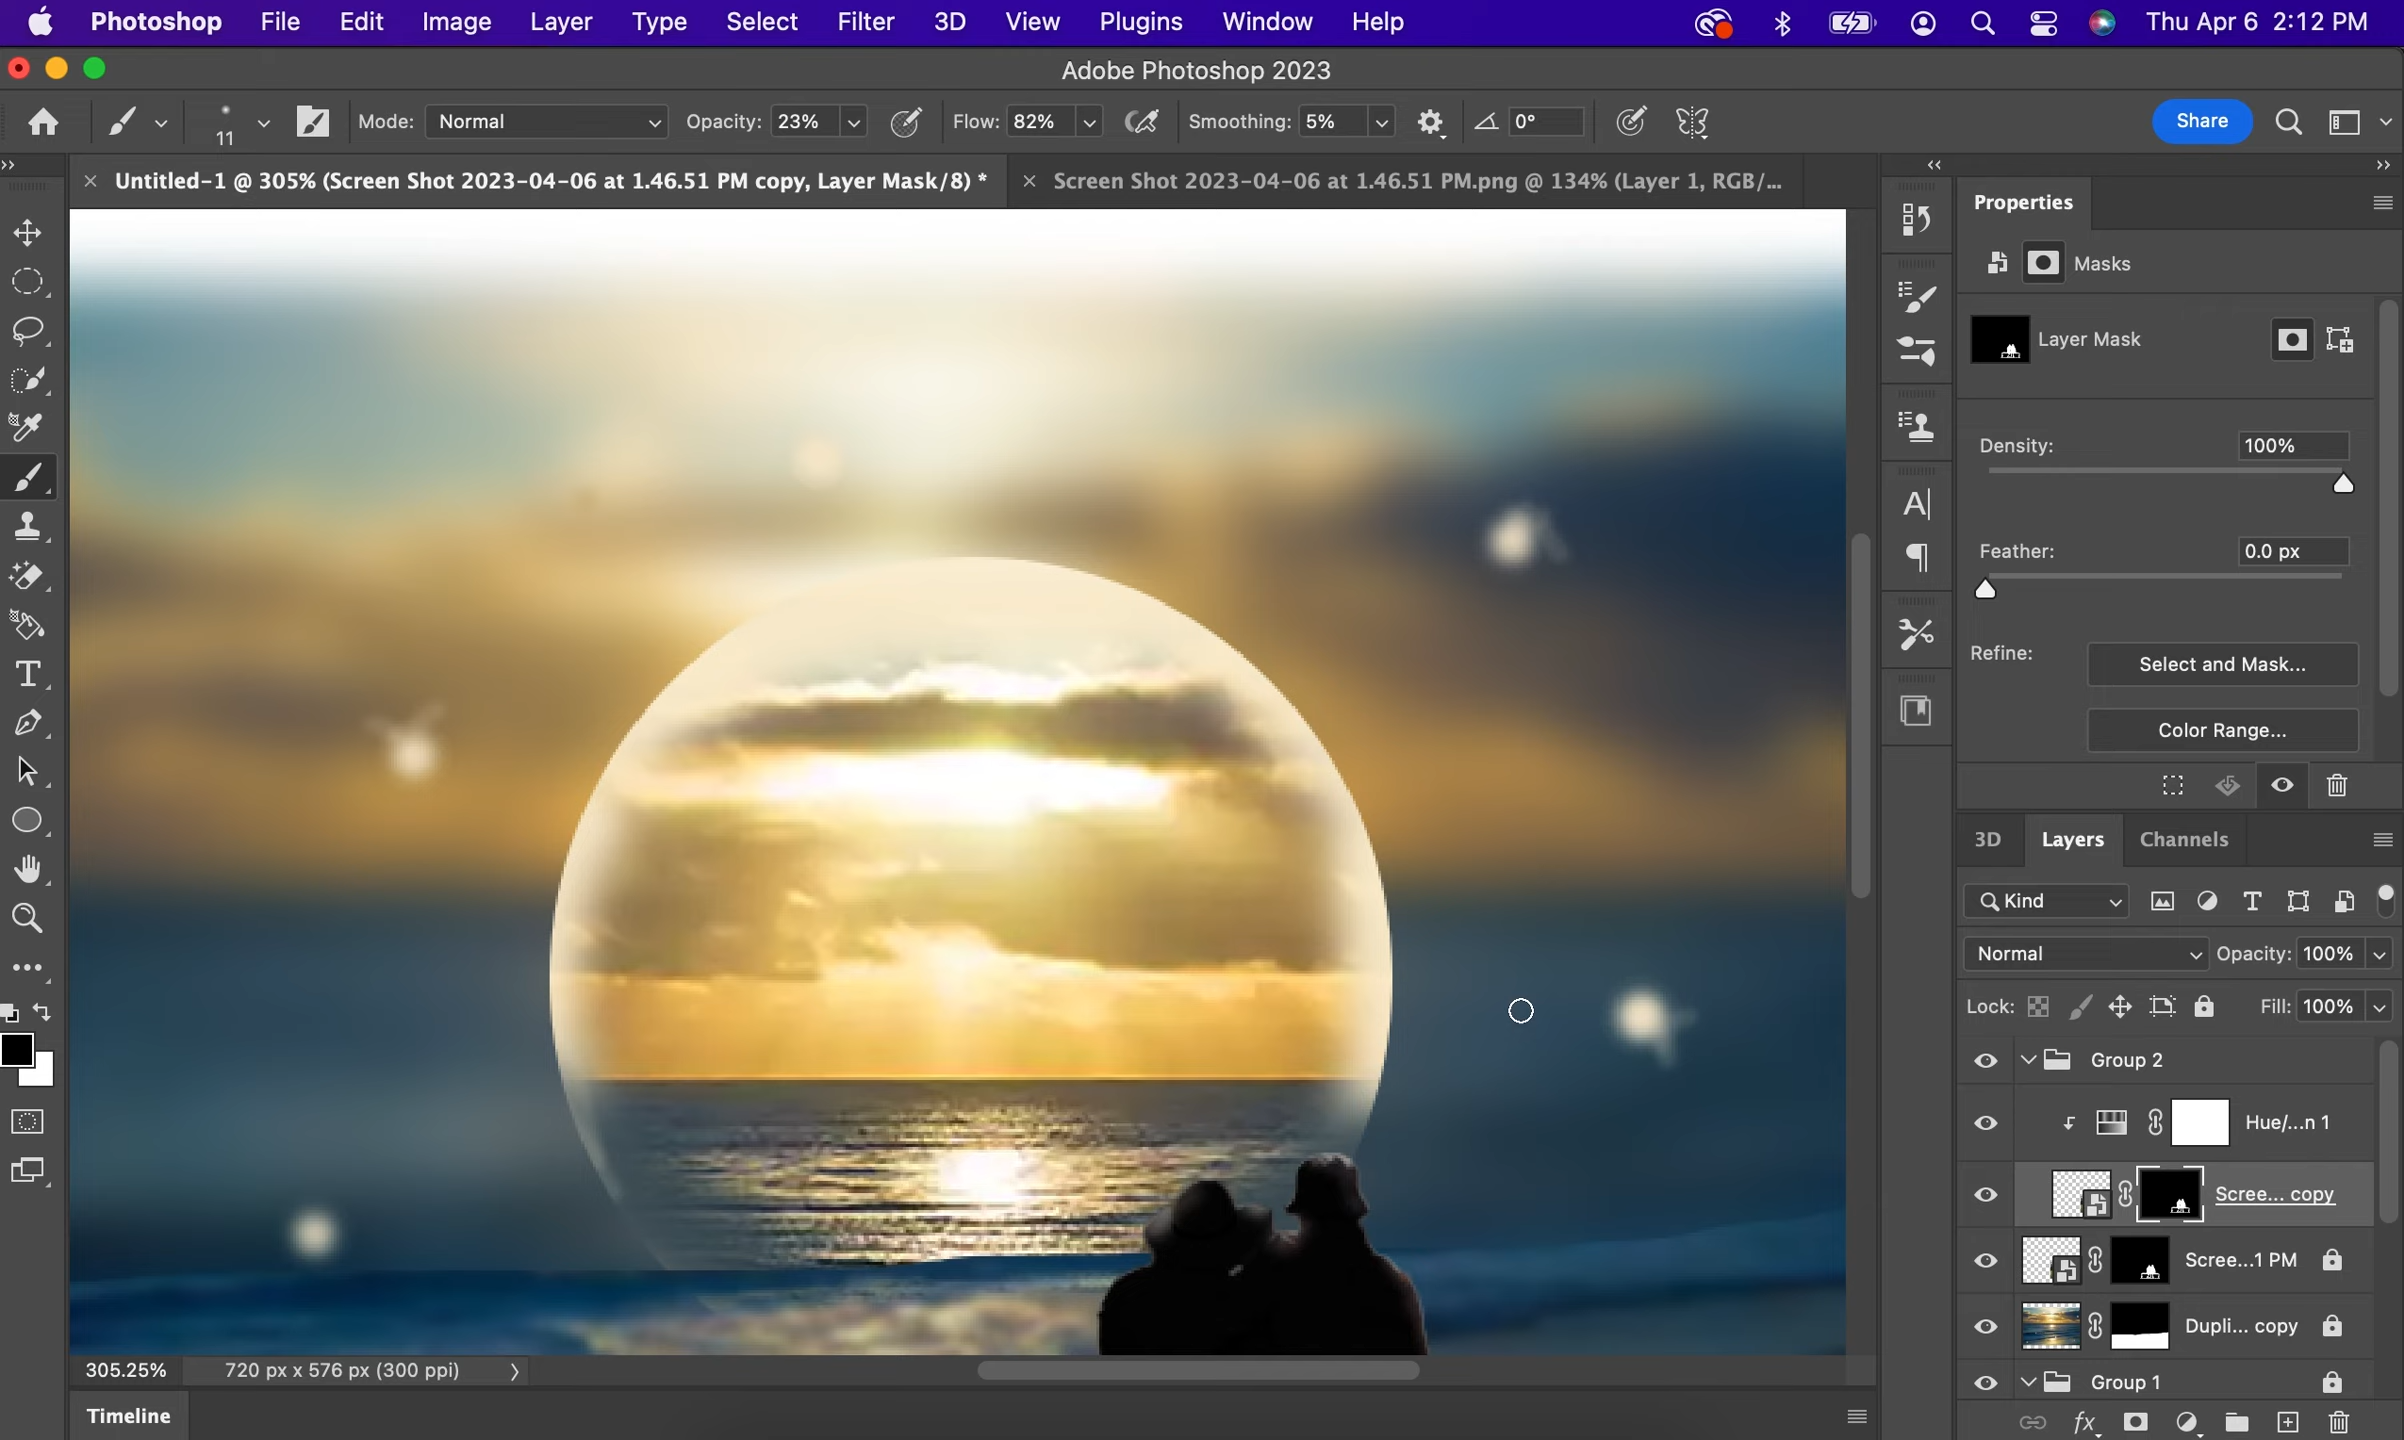 Photoshop File Edit Image Layer Type Select Filter 3D View Plugins Window Help Thu Apr 6 2:12 PM
Adobe Photoshop 2023
11 Mode: Normal Opacity: 23% Flow: 82% Smoothing: 5% 0° Share
Untitled-1 @ 305% (Screen Shot 2023-04-06 at 1.46.51 PM copy, Layer Mask/8) * Screen Shot 2023-04-06 at 1.46.51 PM.png @ 134% (Layer 1, RGB/...
Properties
Masks
Layer Mask
Density: 100%
Feather: 0.0 px
Refine: Select and Mask...
Color Range...
3D Layers Channels
Kind
Normal Opacity: 100%
Lock: Fill: 100%
Group 2
Hue/...n 1
Scree... copy
Scree...1 PM
Dupli... copy
Group 1
305.25% 720 px x 576 px (300 ppi)
Timeline